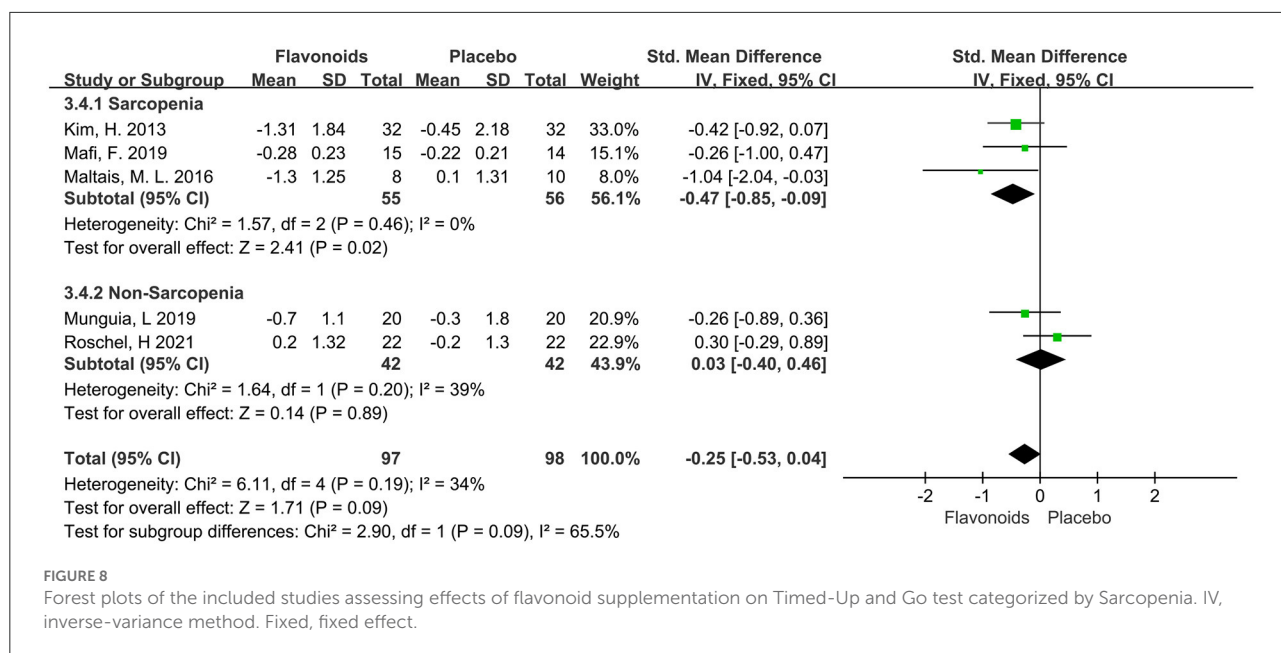 Flavonoids Placebo Std. Mean Difference Std. Mean Difference
Study or Subgroup Mean SD Total Mean SD Total Weight IV, Fixed, 95% CI IV, Fixed, 95% CI
3.4.1 Sarcopenia
Kim, H. 2013 -1.31 1.84 32 -0.45 2.18 32 33.0% -0.42 [-0.92, 0.07]
Mafi, F. 2019 -0.28 0.23 15 -0.22 0.21 14 15.1% -0.26 [-1.00, 0.47]
Maltais, M. L. 2016 -1.3 1.25 8 0.1 1.31 10 8.0% -1.04 [-2.04, -0.03]
Subtotal (95% CI) 55 56 56.1% -0.47 [-0.85, -0.09]
Heterogeneity: Chi² = 1.57, df = 2 (P = 0.46); I² = 0%
Test for overall effect: Z = 2.41 (P = 0.02)
3.4.2 Non-Sarcopenia
Munguia, L 2019 -0.7 1.1 20 -0.3 1.8 20 20.9% -0.26 [-0.89, 0.36]
Roschel, H 2021 0.2 1.32 22 -0.2 1.3 22 22.9% 0.30 [-0.29, 0.89]
Subtotal (95% CI) 42 42 43.9% 0.03 [-0.40, 0.46]
Heterogeneity: Chi² = 1.64, df = 1 (P = 0.20); I² = 39%
Test for overall effect: Z = 0.14 (P = 0.89)
Total (95% CI) 97 98 100.0% -0.25 [-0.53, 0.04]
Heterogeneity: Chi² = 6.11, df = 4 (P = 0.19); I² = 34%
Test for overall effect: Z = 1.71 (P = 0.09)
Test for subgroup differences: Chi² = 2.90, df = 1 (P = 0.09), I² = 65.5%
-2 -1 0 1 2
Flavonoids Placebo
FIGURE 8
Forest plots of the included studies assessing effects of flavonoid supplementation on Timed-Up and Go test categorized by Sarcopenia. IV,
inverse-variance method. Fixed, fixed effect.